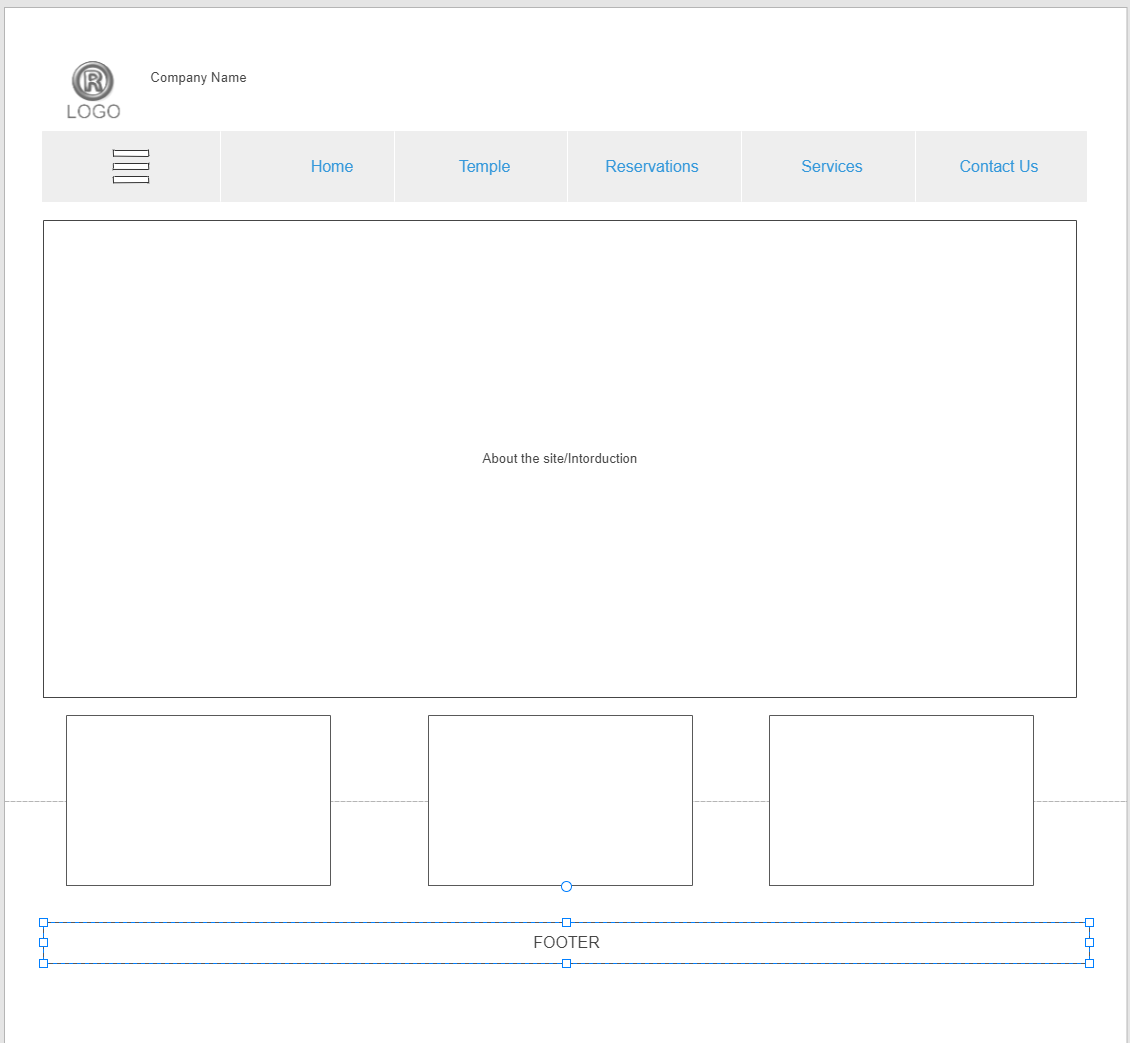 ®
LOGO
Company Name
Home
Temple
Reservations
Services
Contact Us
About the site/Intorduction
FOOTER